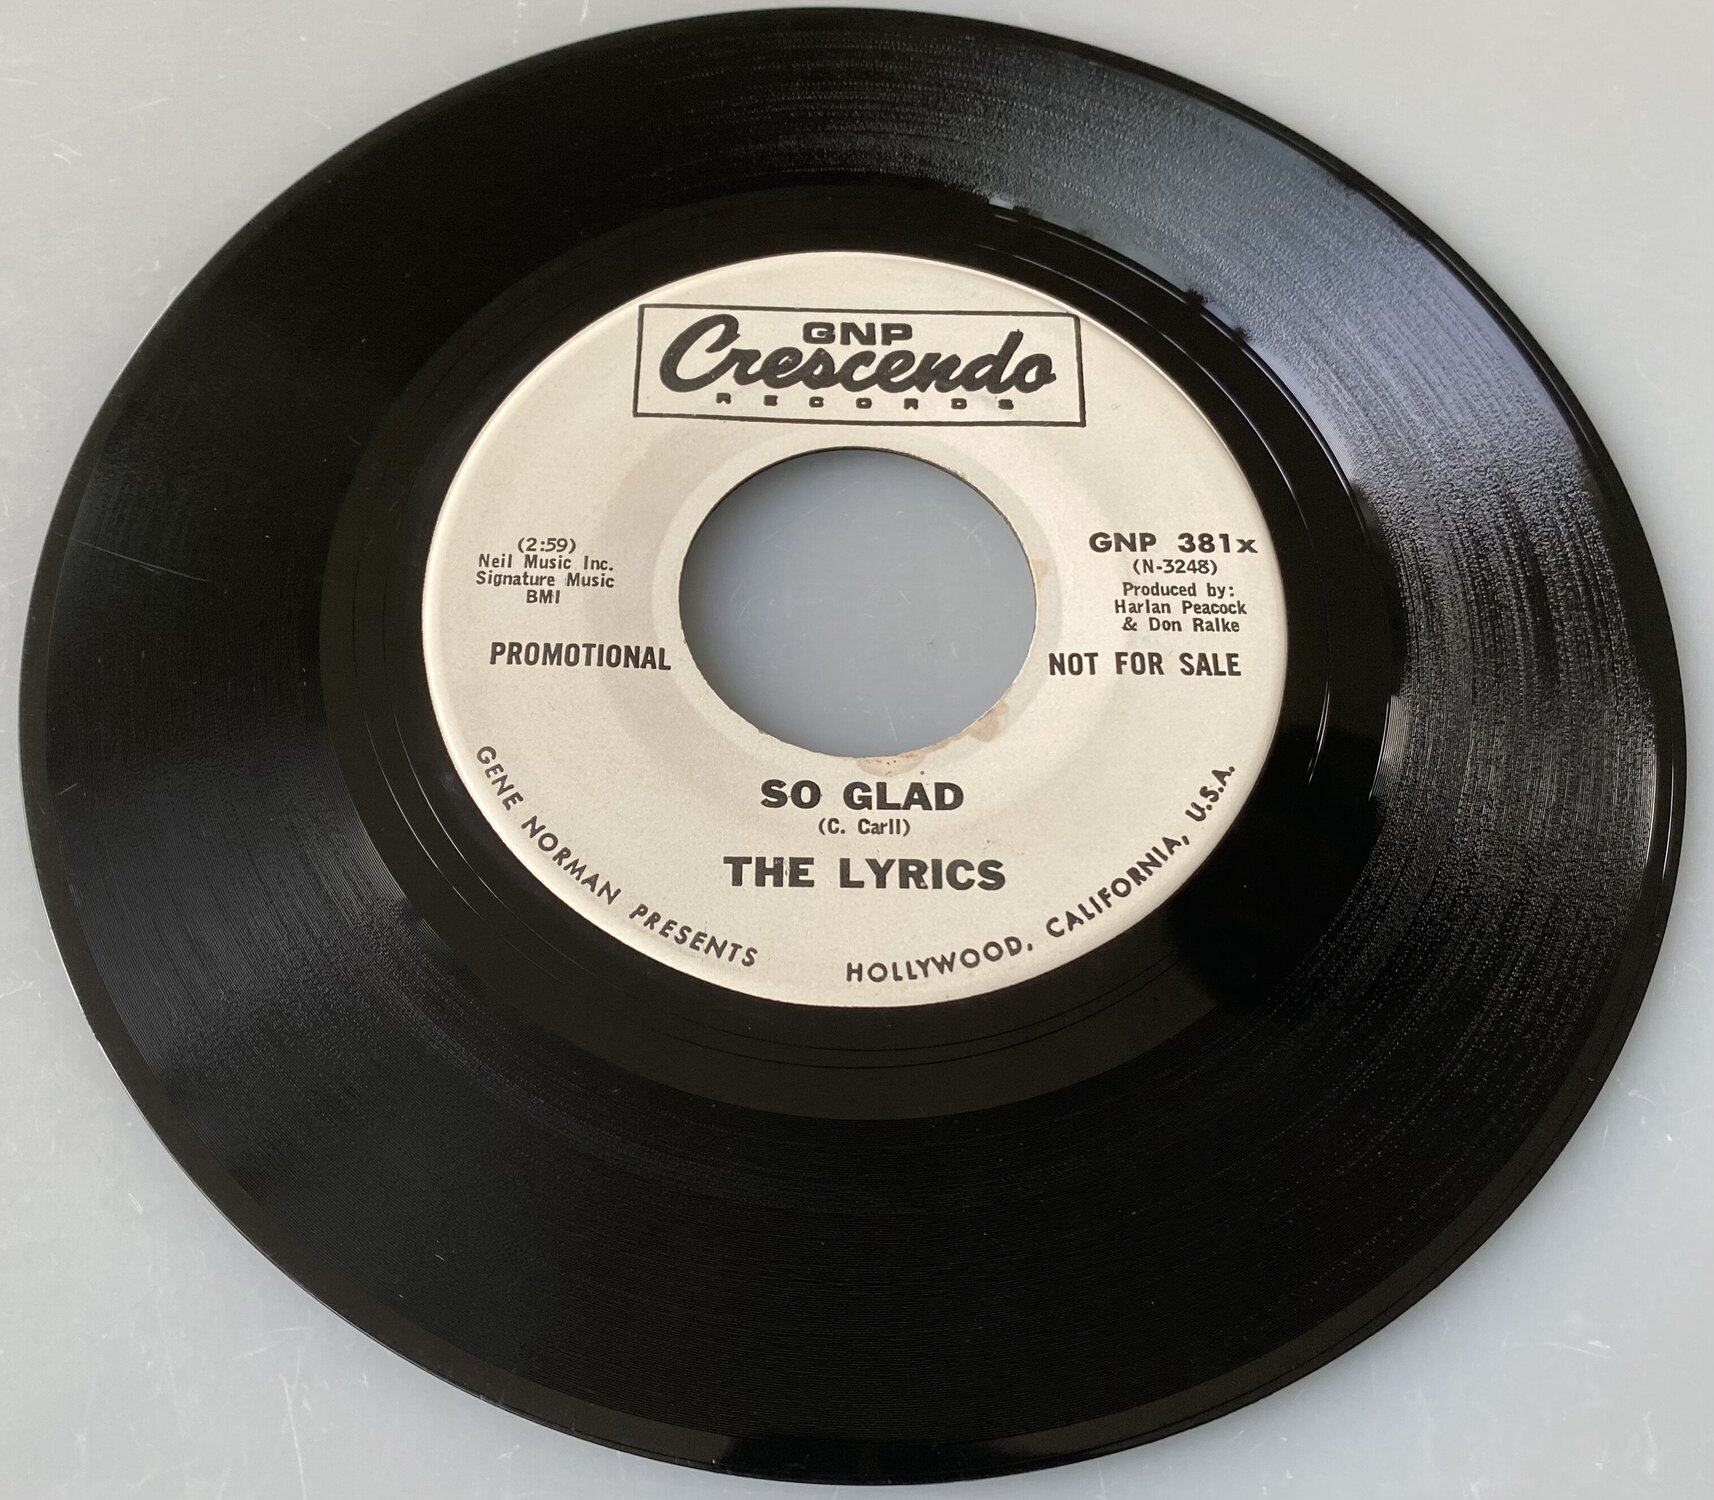 GNP
Crescendo
RECORDS
(2:59)
Neil Music Inc.
Signature Music
BMI
PROMOTIONAL
GNP 381x
(N-3248)
Produced by:
Harlan Peacock
& Don Ralke
NOT FOR SALE
SO GLAD
(C. Carll)
THE LYRICS
GENE NORMAN PRESENTS
HOLLYWOOD, CALIFORNIA, U.S.A.